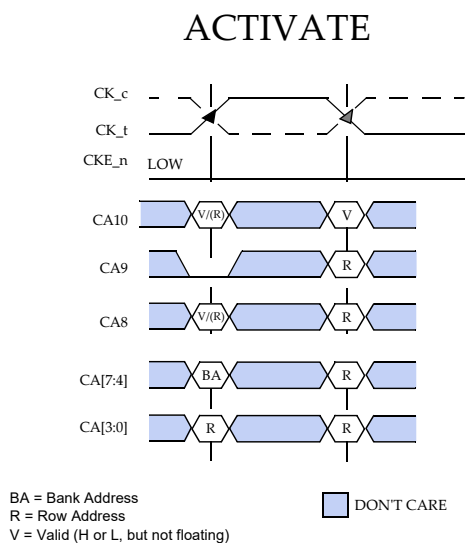 ACTIVATE
CK_c
CK_t
CKE_n LOW
CA10 V/(R) V
CA9 R
CA8 V/(R) R
CA[7:4] BA R
CA[3:0] R R
BA = Bank Address
R = Row Address
V = Valid (H or L, but not floating)
DON'T CARE